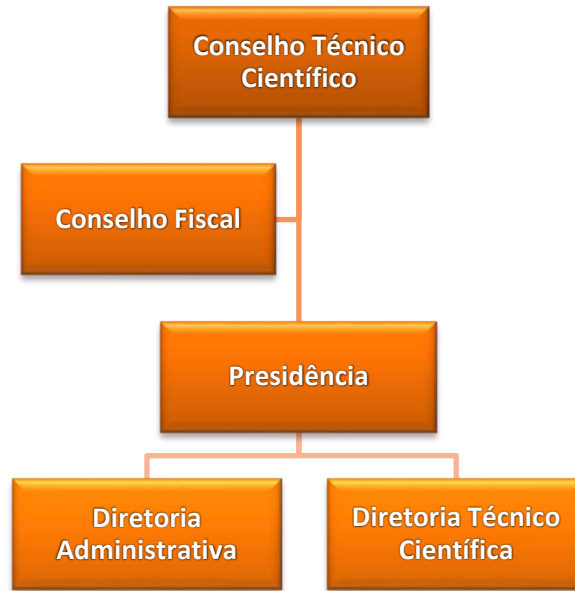 Conselho Técnico
Científico
Conselho Fiscal
Presidência
Diretoria
Administrativa
Diretoria Técnico
Científica